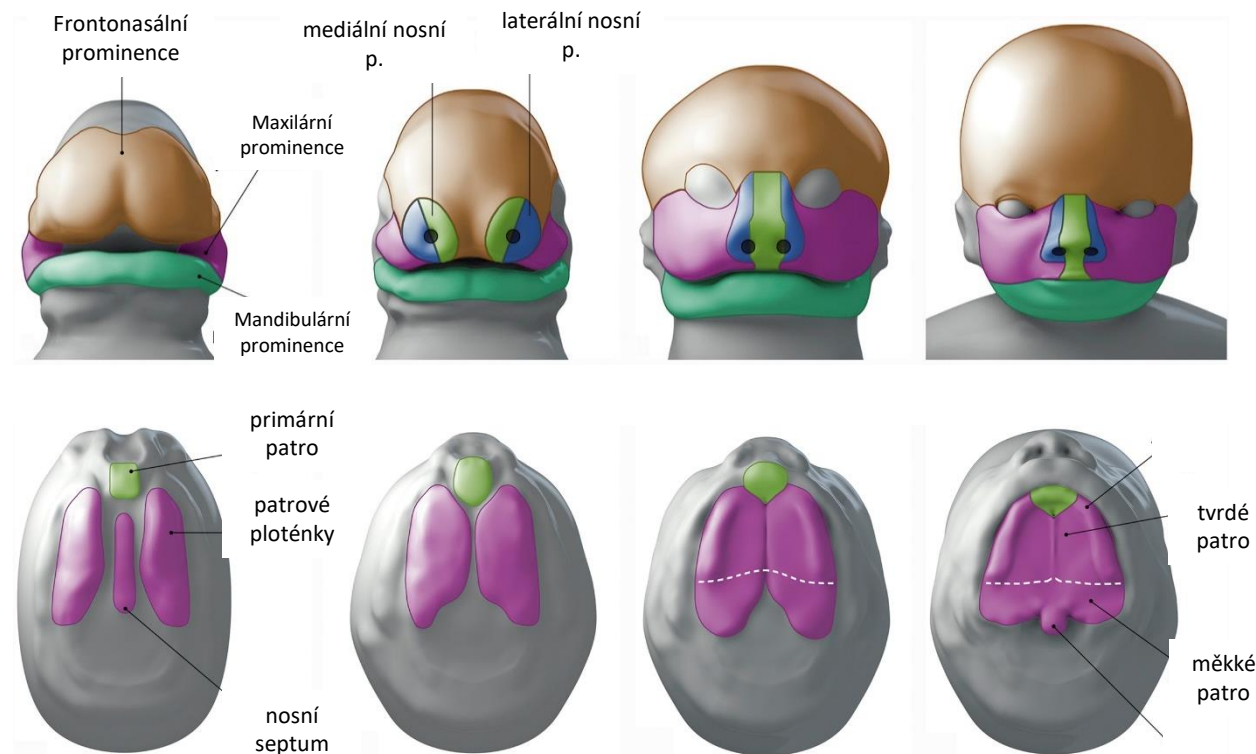 Frontonasální
prominence
mediální nosní
p.
laterální nosní
p.
Maxilární
prominence
Mandibulární
prominence
primární
patro
patrové
ploténky
nosní
septum
tvrdé
patro
měkké
patro